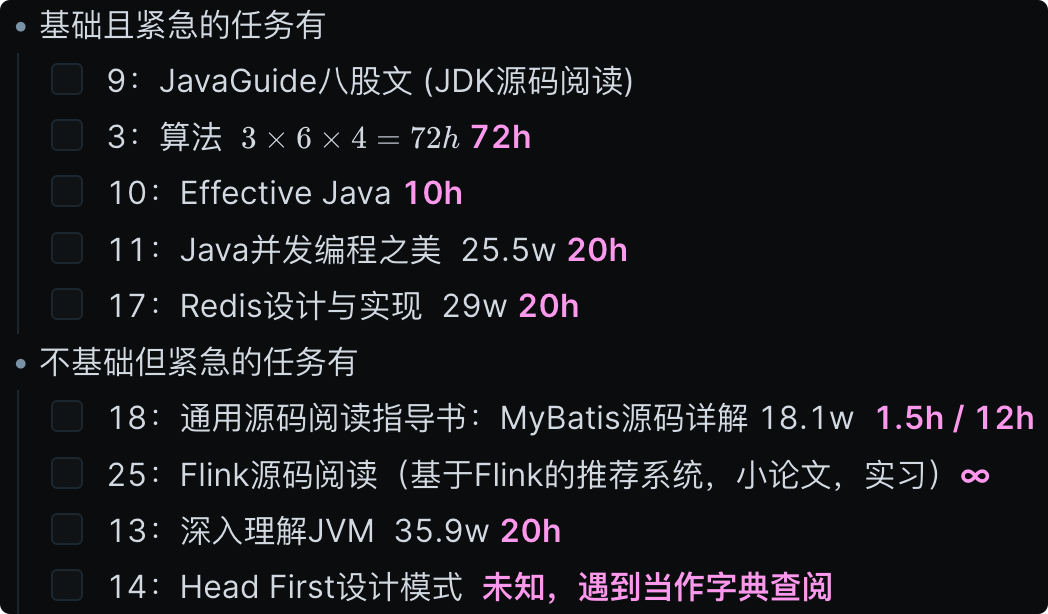 基础且紧急的任务有
9：JavaGuide八股文 (JDK源码阅读)
3：算法 3 × 6 × 4 = 72h 72h
10：Effective Java 10h
11：Java并发编程之美 25.5w 20h
17：Redis设计与实现 29w 20h
不基础但紧急的任务有
18：通用源码阅读指导书：MyBatis源码详解 18.1w 1.5h / 12h
25：Flink源码阅读（基于Flink的推荐系统，小论文，实习）∞
13：深入理解JVM 35.9w 20h
14：Head First设计模式 未知，遇到当作字典查阅